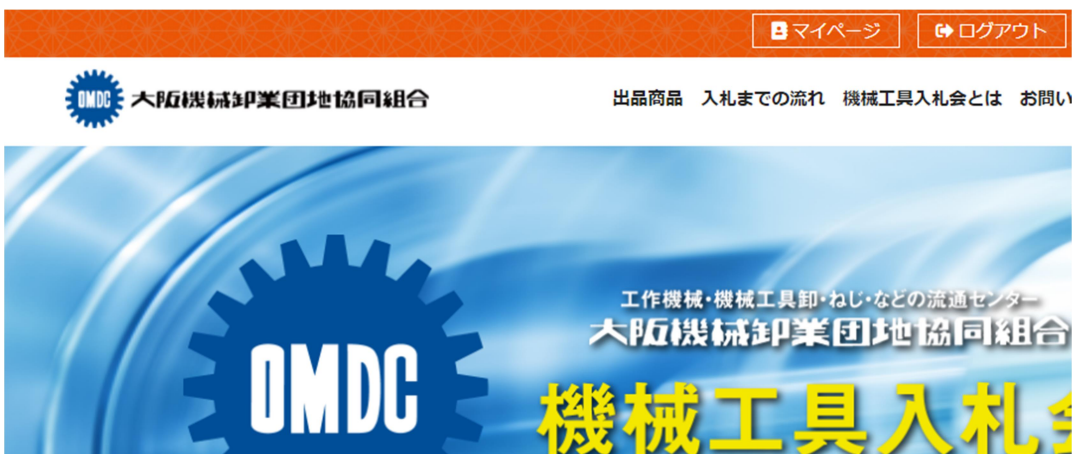 マイページ ログアウト
OMDC 大阪機械卸業団地協同組合 出品商品 入札までの流れ 機械工具入札会とは お問い
工作機械・機械工具卸・ねじ・などの流通センター
大阪機械卸業団地協同組合
OMDC
機械工具入札会